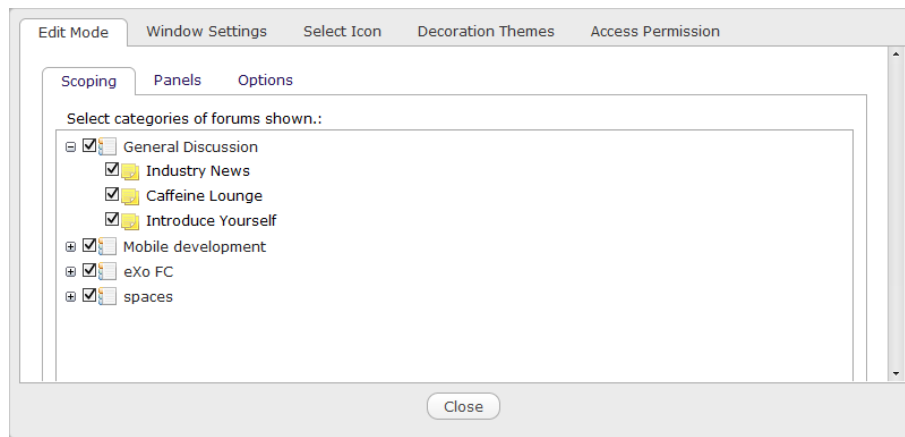 Edit Mode Window Settings Select Icon Decoration Themes Access Permission
Scoping Panels Options
Select categories of forums shown.:
General Discussion
Industry News
Caffeine Lounge
Introduce Yourself
Mobile development
eXo FC
spaces
Close